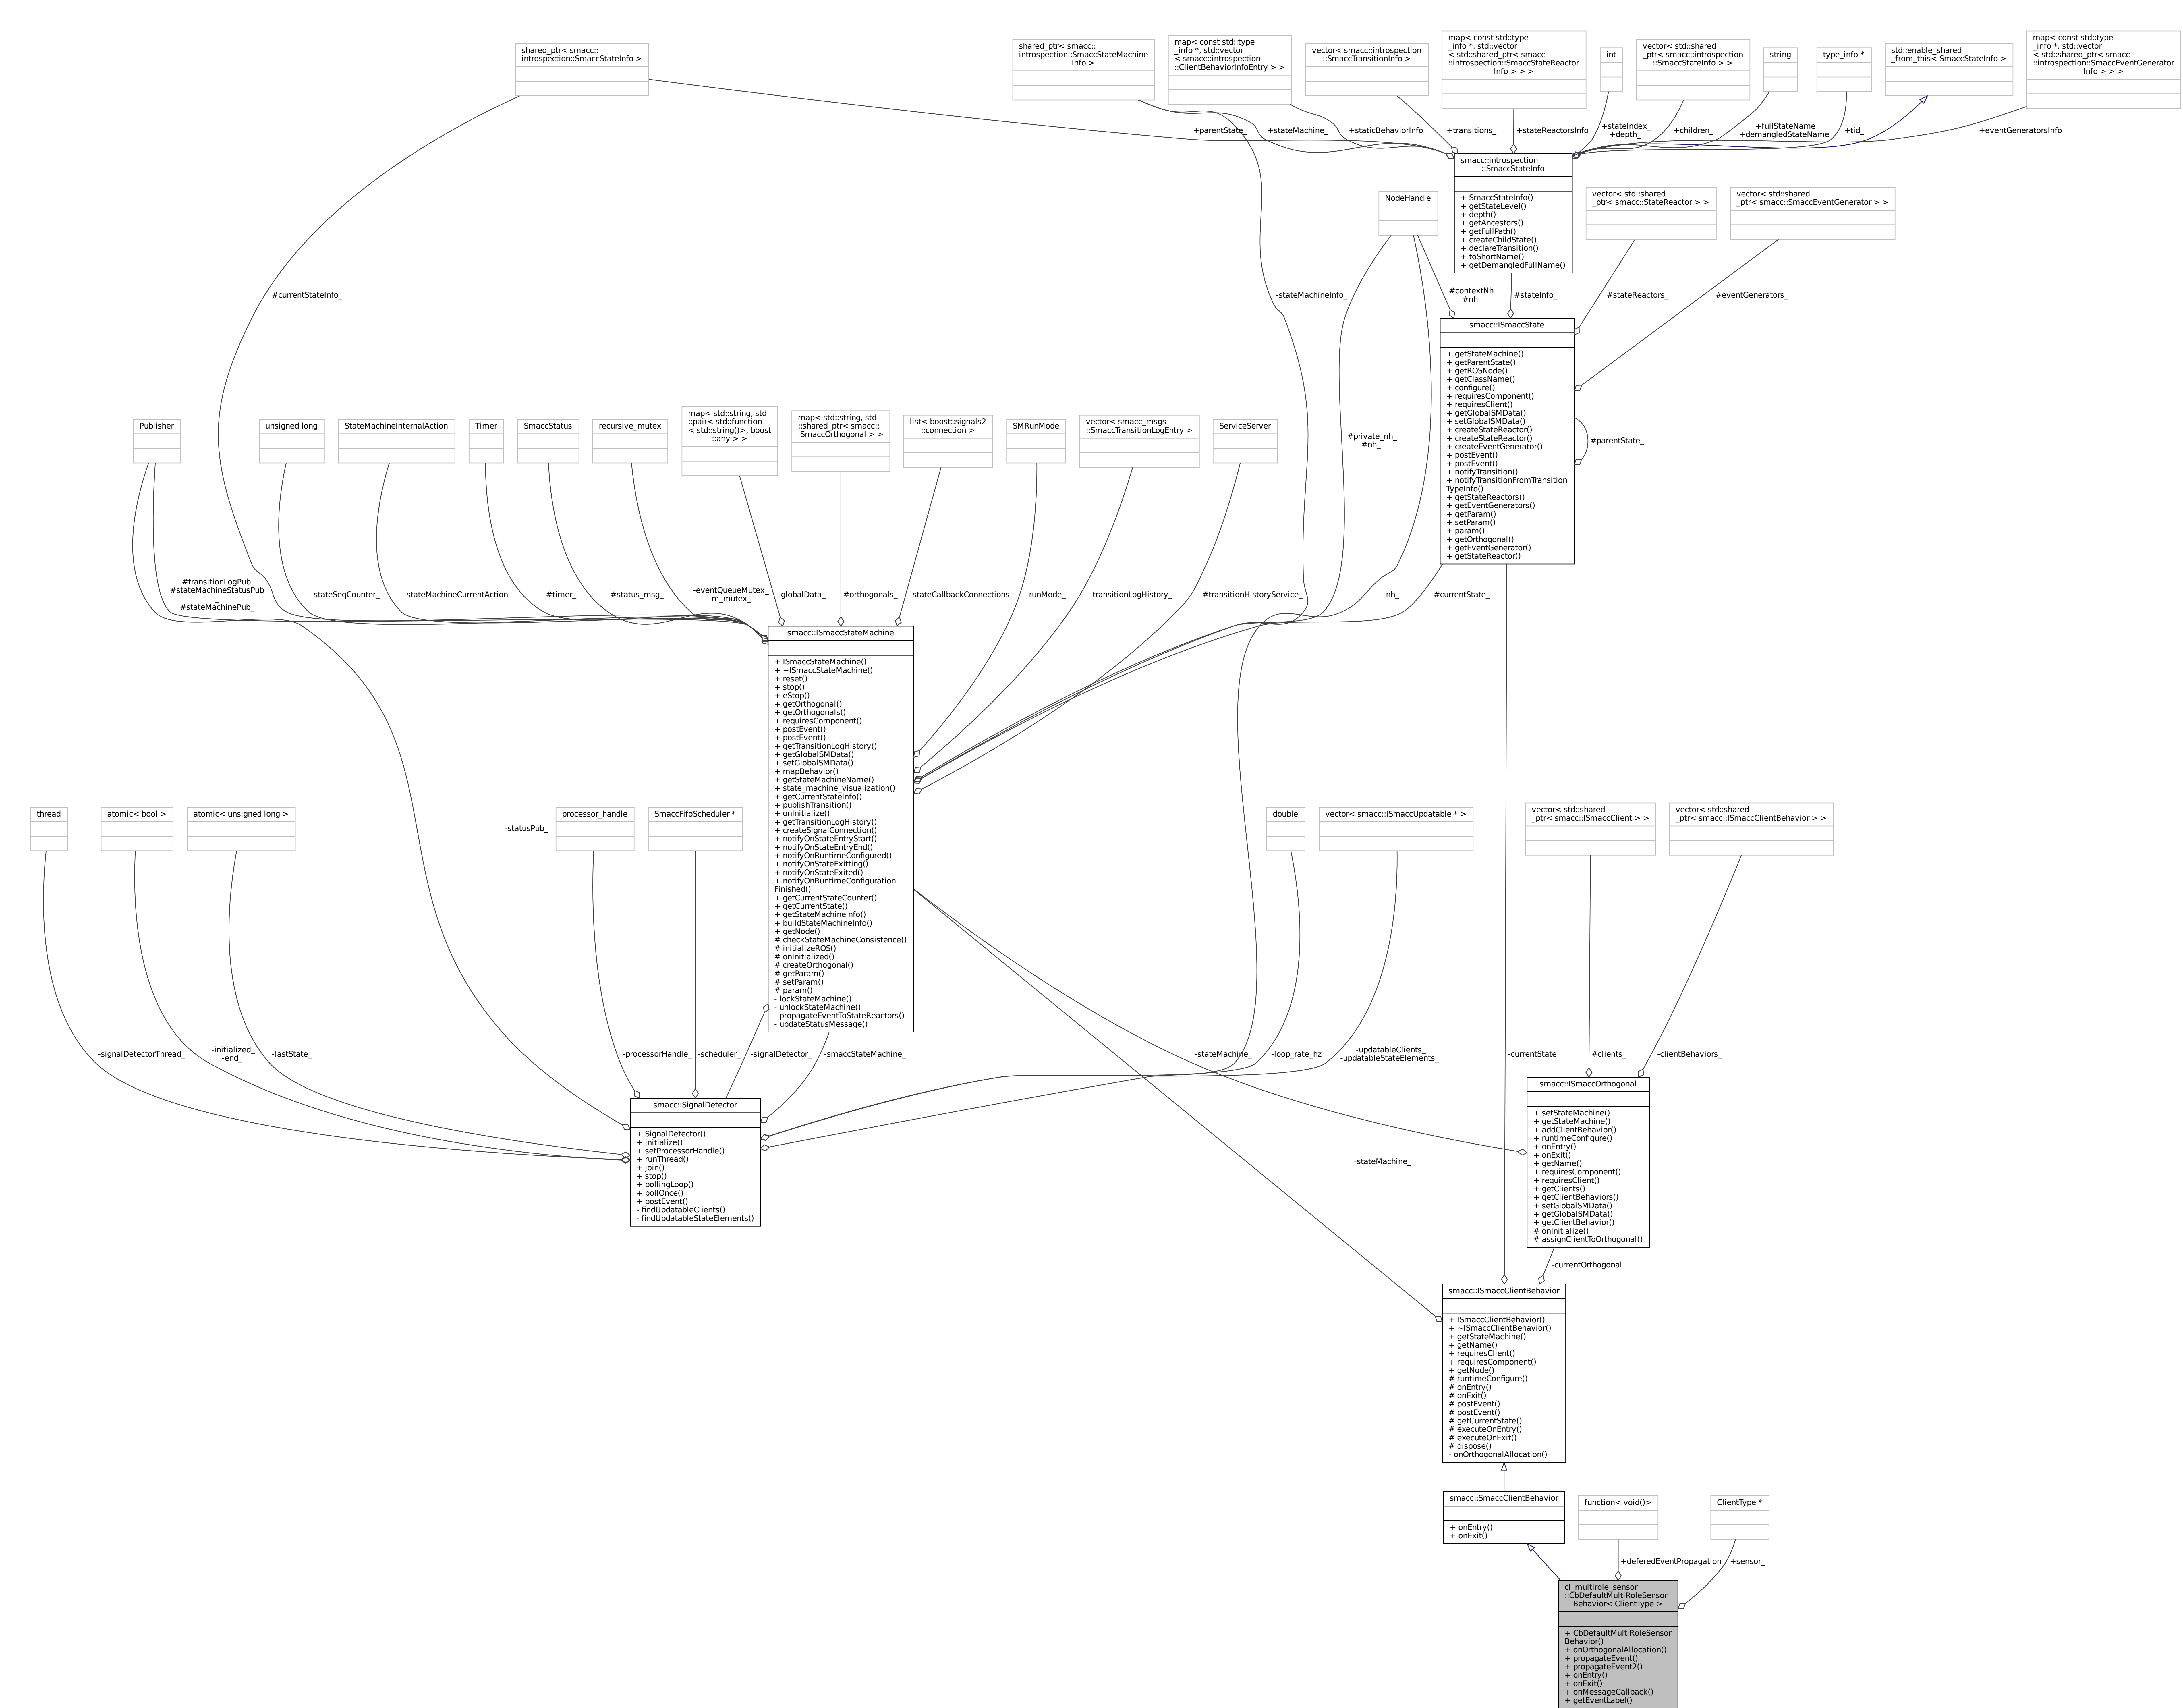 shared_ptr< smacc::
introspection::SmaccStateInfo >
shared_ptr< smacc::
introspection::SmaccStateMachine
Info >
map< const std::type
_info *, std::vector
< smacc::introspection
::ClientBehaviorInfoEntry > >
vector< smacc::introspection
::SmaccTransitionInfo >
map< const std::type
_info *, std::vector
< std::shared_ptr< smacc
::introspection::SmaccStateReactor
Info > > >
int
vector< std::shared
_ptr< smacc::introspection
::SmaccStateInfo > >
string
type_info *
std::enable_shared
_from_this< SmaccStateInfo >
map< const std::type
_info *, std::vector
< std::shared_ptr< smacc
::introspection::SmaccEventGenerator
Info > > >
+parentState_
+stateMachine_
+staticBehaviorInfo
+transitions_
+stateReactorsInfo
+stateIndex_
+depth_
+children_
+fullStateName
+demangledStateName
+tid_
+eventGeneratorsInfo
smacc::introspection
::SmaccStateInfo
+ SmaccStateInfo()
+ getStateLevel()
+ depth()
+ getAncestors()
+ getFullPath()
+ createChildState()
+ declareTransition()
+ toShortName()
+ getDemangledFullName()
NodeHandle
vector< std::shared
_ptr< smacc::StateReactor > >
vector< std::shared
_ptr< smacc::SmaccEventGenerator > >
#currentStateInfo_
-stateMachineInfo_
#contextNh
#nh
#stateInfo_
#stateReactors_
#eventGenerators_
smacc::ISmaccState
+ getStateMachine()
+ getParentState()
+ getROSNode()
+ getClassName()
+ configure()
+ requiresComponent()
+ requiresClient()
+ getGlobalSMData()
+ setGlobalSMData()
+ createStateReactor()
+ createStateReactor()
+ createEventGenerator()
+ postEvent()
+ postEvent()
+ notifyTransition()
+ notifyTransitionFromTransition
TypeInfo()
+ getStateReactors()
+ getEventGenerators()
+ getParam()
+ setParam()
+ param()
+ getOrthogonal()
+ getEventGenerator()
+ getStateReactor()
#parentState_
#private_nh_
#nh_
Publisher
unsigned long
StateMachineInternalAction
Timer
SmaccStatus
recursive_mutex
map< std::string, std
::pair< std::function
< std::string()>, boost
::any > >
map< std::string, std
::shared_ptr< smacc::
ISmaccOrthogonal > >
list< boost::signals2
::connection >
SMRunMode
vector< smacc_msgs
::SmaccTransitionLogEntry >
ServiceServer
#transitionLogPub_
#stateMachineStatusPub
_
#stateMachinePub_
-stateSeqCounter_
-stateMachineCurrentAction
#timer_
#status_msg_
-eventQueueMutex_
-m_mutex_
-globalData_
#orthogonals_
-stateCallbackConnections
-runMode_
-transitionLogHistory_
#transitionHistoryService_
-nh_
#currentState_
smacc::ISmaccStateMachine
+ ISmaccStateMachine()
+ ~ISmaccStateMachine()
+ reset()
+ stop()
+ eStop()
+ getOrthogonal()
+ getOrthogonals()
+ requiresComponent()
+ postEvent()
+ postEvent()
+ getTransitionLogHistory()
+ getGlobalSMData()
+ setGlobalSMData()
+ mapBehavior()
+ getStateMachineName()
+ state_machine_visualization()
+ getCurrentStateInfo()
+ publishTransition()
+ onInitialize()
+ getTransitionLogHistory()
+ createSignalConnection()
+ notifyOnStateEntryStart()
+ notifyOnStateEntryEnd()
+ notifyOnRuntimeConfigured()
+ notifyOnStateExitting()
+ notifyOnStateExited()
+ notifyOnRuntimeConfiguration
Finished()
+ getCurrentStateCounter()
+ getCurrentState()
+ getStateMachineInfo()
+ buildStateMachineInfo()
+ getNode()
# checkStateMachineConsistence()
# initializeROS()
# onInitialized()
# createOrthogonal()
# getParam()
# setParam()
# param()
- lockStateMachine()
- unlockStateMachine()
- propagateEventToStateReactors()
- updateStatusMessage()
thread
atomic< bool >
atomic< unsigned long >
-statusPub_
processor_handle
SmaccFifoScheduler *
double
vector< smacc::ISmaccUpdatable * >
vector< std::shared
_ptr< smacc::ISmaccClient > >
vector< std::shared
_ptr< smacc::ISmaccClientBehavior > >
-signalDetectorThread_
-initialized_
-end_
-lastState_
-processorHandle_
-scheduler_
-signalDetector_
-smaccStateMachine_
-stateMachine_
-loop_rate_hz
-updatableClients_
-updatableStateElements_
-currentState
#clients_
-clientBehaviors_
smacc::SignalDetector
+ SignalDetector()
+ initialize()
+ setProcessorHandle()
+ runThread()
+ join()
+ stop()
+ pollingLoop()
+ pollOnce()
+ postEvent()
- findUpdatableClients()
- findUpdatableStateElements()
smacc::ISmaccOrthogonal
+ setStateMachine()
+ getStateMachine()
+ addClientBehavior()
+ runtimeConfigure()
+ onEntry()
+ onExit()
+ getName()
+ requiresComponent()
+ requiresClient()
+ getClients()
+ getClientBehaviors()
+ setGlobalSMData()
+ getGlobalSMData()
+ getClientBehavior()
# onInitialize()
# assignClientToOrthogonal()
-stateMachine_
-currentOrthogonal
smacc::ISmaccClientBehavior
+ ISmaccClientBehavior()
+ ~ISmaccClientBehavior()
+ getStateMachine()
+ getName()
+ requiresClient()
+ requiresComponent()
+ getNode()
# runtimeConfigure()
# onEntry()
# onExit()
# postEvent()
# postEvent()
# getCurrentState()
# executeOnEntry()
# executeOnExit()
# dispose()
- onOrthogonalAllocation()
smacc::SmaccClientBehavior
+ onEntry()
+ onExit()
function< void()>
ClientType *
+deferedEventPropagation
+sensor_
cl_multirole_sensor
::CbDefaultMultiRoleSensor
Behavior< ClientType >
+ CbDefaultMultiRoleSensor
Behavior()
+ onOrthogonalAllocation()
+ propagateEvent()
+ propagateEvent2()
+ onEntry()
+ onExit()
+ onMessageCallback()
+ getEventLabel()